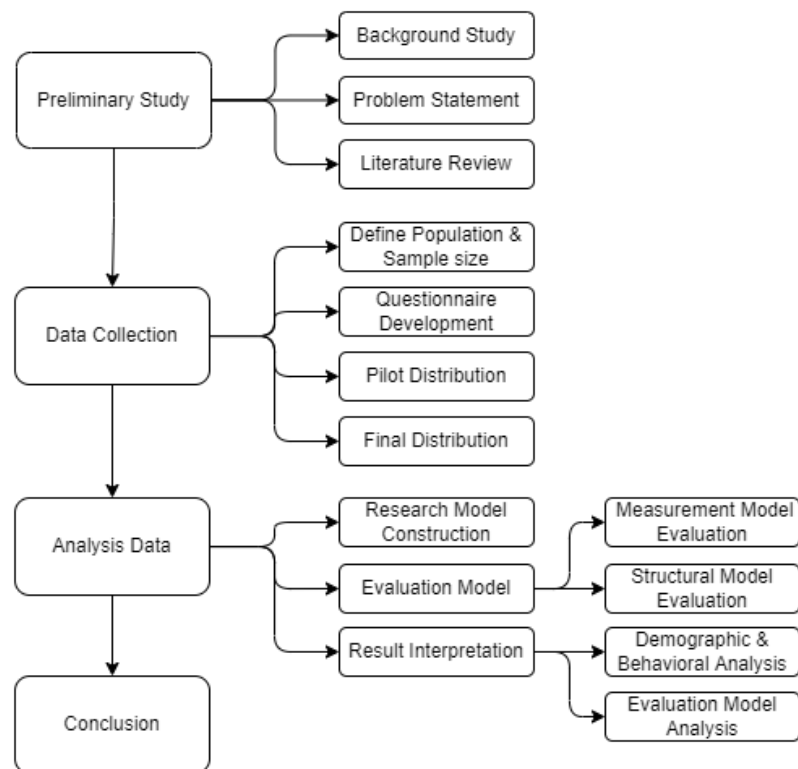 Background Study
Preliminary Study
Problem Statement
Literature Review
Define Population &
Sample size
Questionnaire
Development
Data Collection
Pilot Distribution
Final Distribution
Research Model
Construction
Measurement Model
Evaluation
Analysis Data
Evaluation Model
Structural Model
Evaluation
Result Interpretation
Demographic &
Behavioral Analysis
Evaluation Model
Analysis
Conclusion